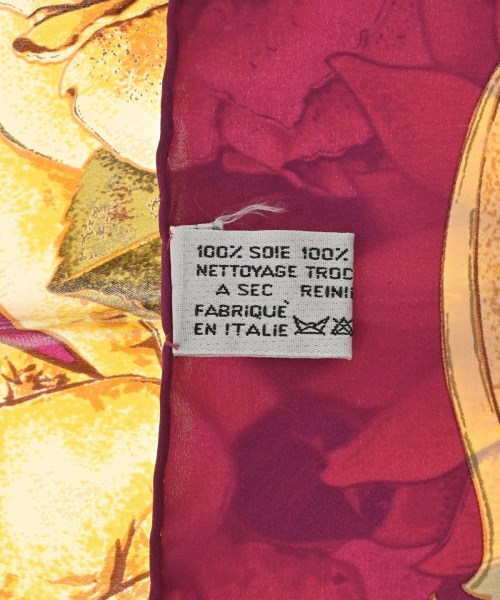 100% SOIE 100%
NETTOYAGE TROC
A SEC REINI
FABRIQUÈ
EN ITALIE